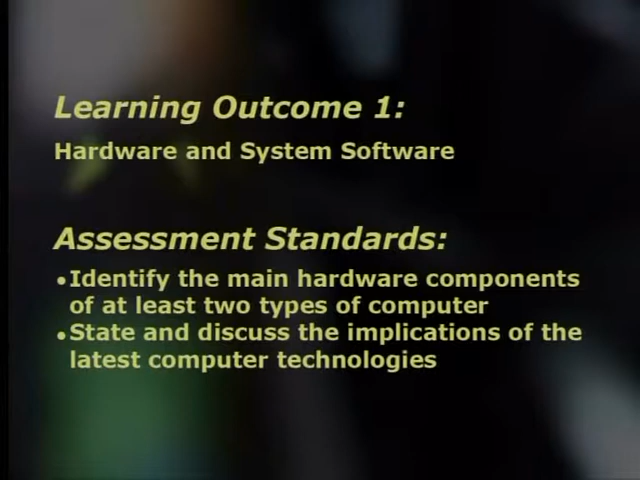 Learning Outcome 1:
Hardware and System Software
Assessment Standards:
•Identify the main hardware components
of at least two types of computer
•State and discuss the implications of the
latest computer technologies